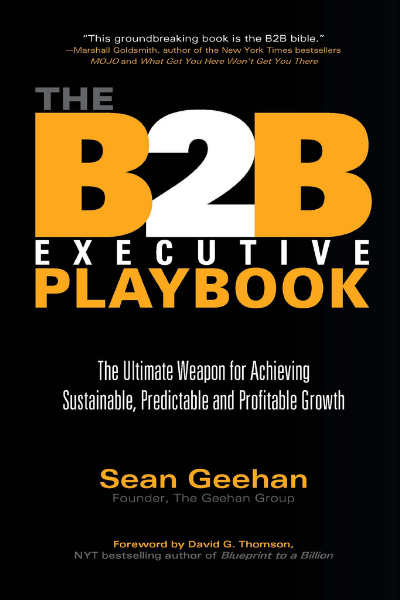 "This groundbreaking book is the B2B bible."
—Marshall Goldsmith, author of the New York Times bestsellers
MOJO and What Got You Here Won't Get You There
THE
B2B
EXECUTIVE
PLAYBOOK
The Ultimate Weapon for Achieving
Sustainable, Predictable and Profitable Growth
Sean Geehan
Founder, The Geehan Group
Foreword by David G. Thomson,
NYT bestselling author of Blueprint to a Billion